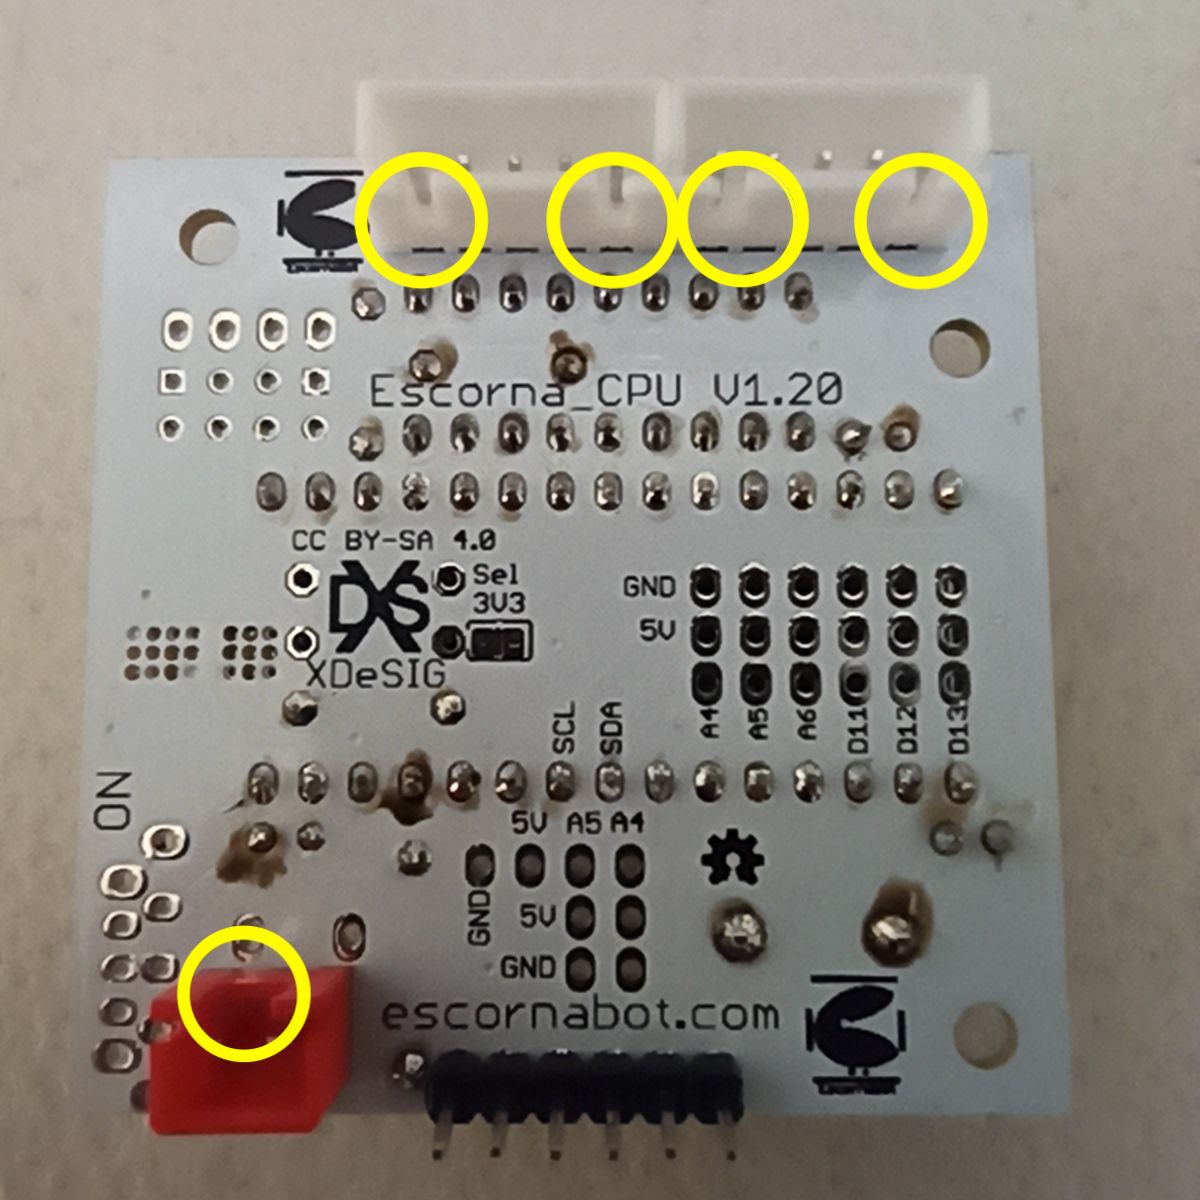 Escorna_CPU V1.20
CC BY-SA 4.0
Sel
3V3
DXS
XDeSIG
GND
5V
A4 A5 A6 D11 D12 D13
SCL SDA
ON
5V A5 A4
GND
5V
GND
escornabot.com